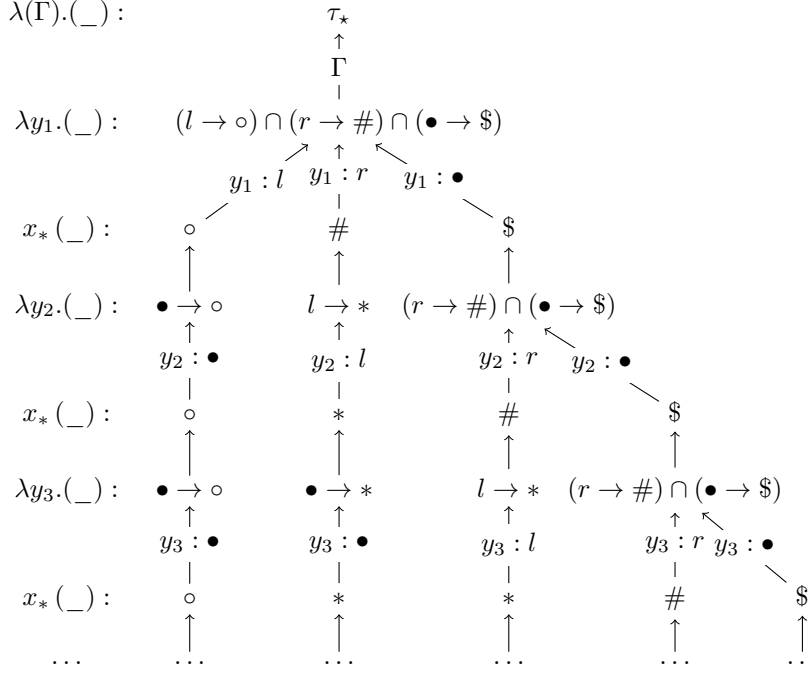 λ(Γ).(_) : τ⋆
Γ
λy₁.(_) : (l → ∘) ∩ (r → #) ∩ (• → $)
y₁ : l y₁ : r y₁ : •
x∗ (_) : ∘ # $
λy₂.(_) : • → ∘ l → ∗ (r → #) ∩ (• → $)
y₂ : • y₂ : l y₂ : r y₂ : •
x∗ (_) : ∘ ∗ # $
λy₃.(_) : • → ∘ • → ∗ l → ∗ (r → #) ∩ (• → $)
y₃ : • y₃ : • y₃ : l y₃ : r y₃ : •
x∗ (_) : ∘ ∗ ∗ # $
... ... ... ... ... ..